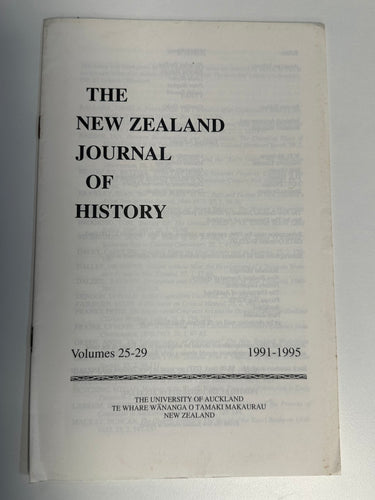 THE
NEW ZEALAND
JOURNAL
OF
HISTORY
Volumes 25-29 1991-1995
THE UNIVERSITY OF AUCKLAND
TE WHARE WĀNANGA O TAMAKI MAKAURAU
NEW ZEALAND